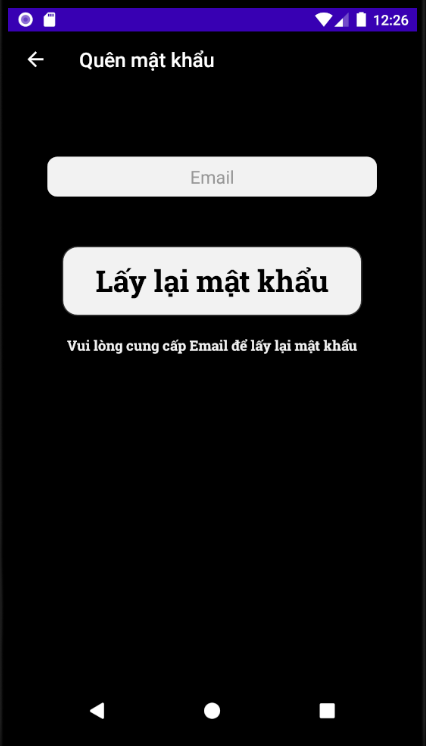 12:26
Quên mật khẩu
Email
Lấy lại mật khẩu
Vui lòng cung cấp Email để lấy lại mật khẩu